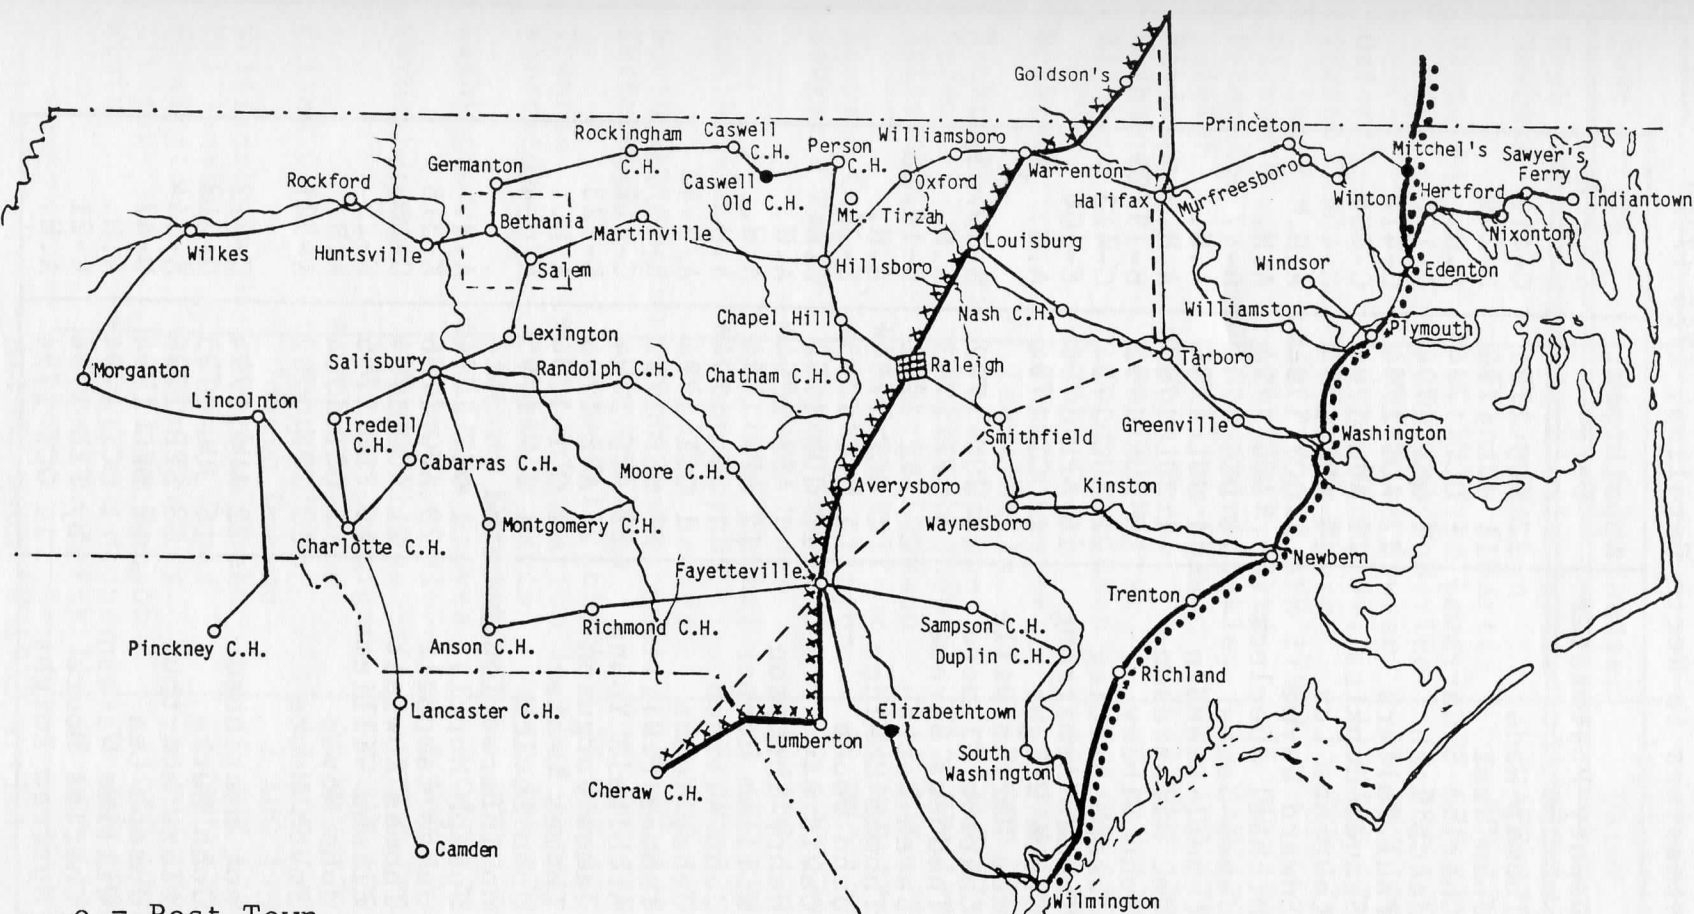 Goldson's
Princeton
Mitchel's
Sawyer's
Ferry
Rockingham
C.H.
Caswell
C.H.
Person
C.H.
Williamsboro
Germanton
Rockford
Caswell
Old C.H.
Oxford
Warrenton
Halifax
Murfreesboro
Winton
Hertford
Indiantown
Nixonton
Bethania
Mt. Tirzah
Martinville
Louisburg
Wilkes
Huntsville
Salem
Hillsboro
Windsor
Edenton
Lexington
Chapel Hill
Nash C.H.
Williamston
Plymouth
Morganton
Salisbury
Randolph C.H.
Chatham C.H.
Raleigh
Tarboro
Lincolnton
Iredell
C.H.
Cabarras C.H.
Smithfield
Greenville
Washington
Moore C.H.
Averysboro
Kinston
Waynesboro
Montgomery C.H.
Charlotte C.H.
Fayetteville
Newbern
Trenton
Pinckney C.H.
Anson C.H.
Richmond C.H.
Sampson C.H.
Duplin C.H.
Richland
Lancaster C.H.
Elizabethtown
Lumberton
South
Washington
Cheraw C.H.
Camden
Wilmington
o = Post Town